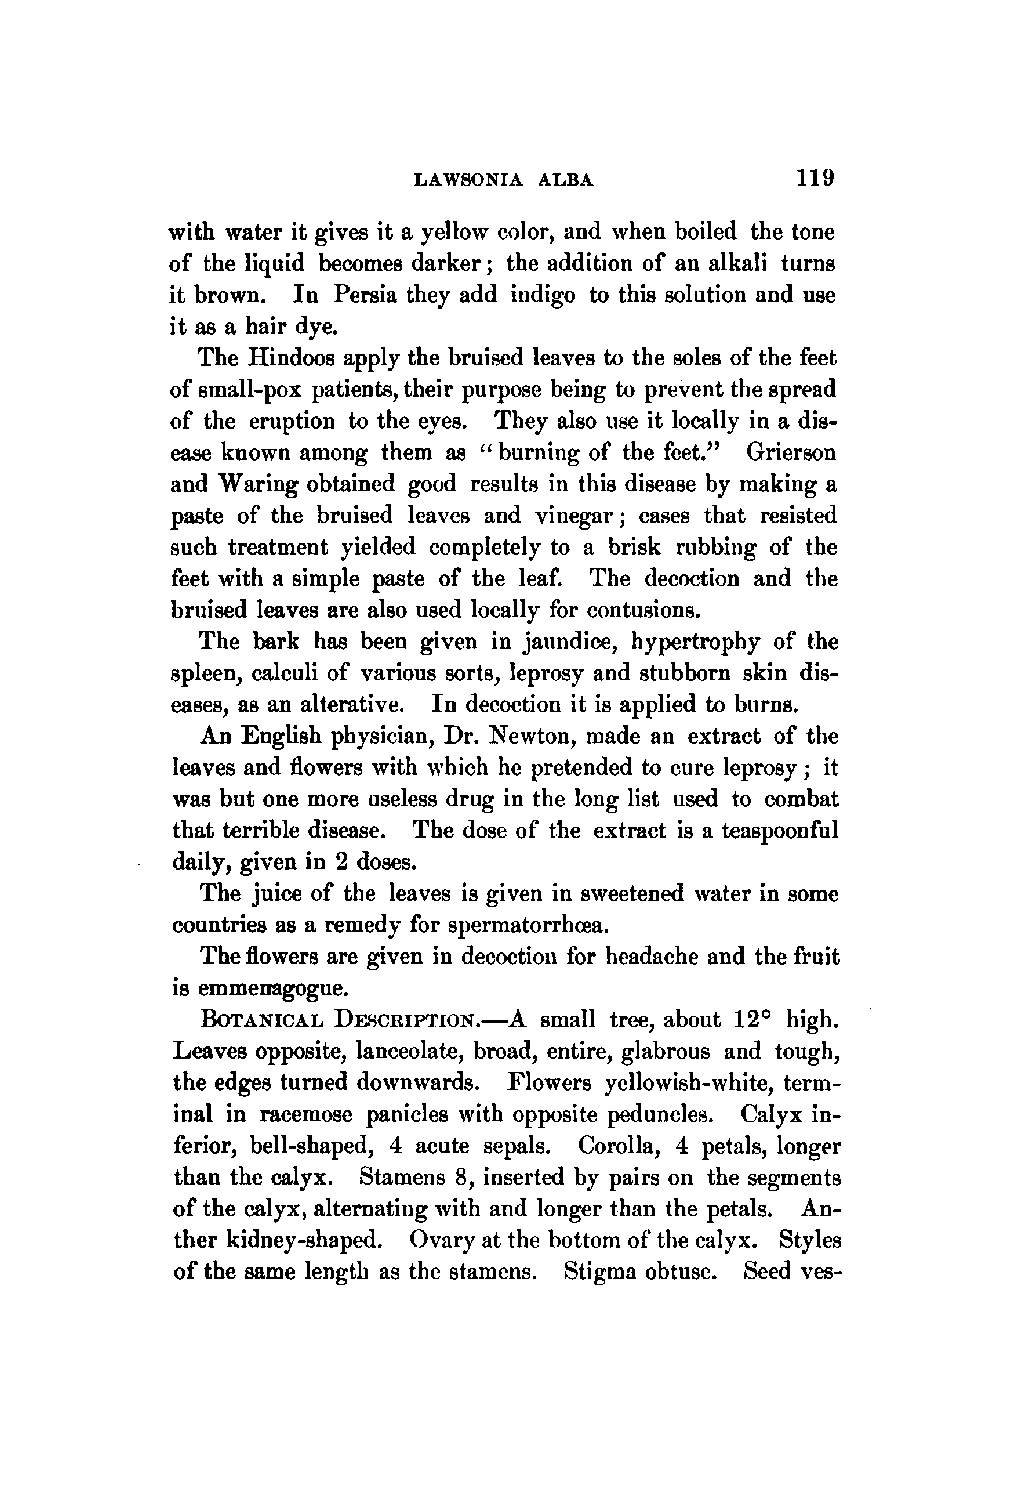 LAWSONIA ALBA 119
with water it gives it a yellow color, and when boiled the tone
of the liquid becomes darker; the addition of an alkali turns
it brown. In Persia they add indigo to this solution and use
it as a hair dye.
The Hindoos apply the bruised leaves to the soles of the feet
of small-pox patients, their purpose being to prevent the spread
of the eruption to the eyes. They also use it locally in a dis-
ease known among them as “burning of the feet.” Grierson
and Waring obtained good results in this disease by making a
paste of the bruised leaves and vinegar; cases that resisted
such treatment yielded completely to a brisk rubbing of the
feet with a simple paste of the leaf. The decoction and the
bruised leaves are also used locally for contusions.
The bark has been given in jaundice, hypertrophy of the
spleen, calculi of various sorts, leprosy and stubborn skin dis-
eases, as an alterative. In decoction it is applied to burns.
An English physician, Dr. Newton, made an extract of the
leaves and flowers with which he pretended to cure leprosy; it
was but one more useless drug in the long list used to combat
that terrible disease. The dose of the extract is a teaspoonful
daily, given in 2 doses.
The juice of the leaves is given in sweetened water in some
countries as a remedy for spermatorrhœa.
The flowers are given in decoction for headache and the fruit
is emmenagogue.
BOTANICAL DESCRIPTION.—A small tree, about 12° high.
Leaves opposite, lanceolate, broad, entire, glabrous and tough,
the edges turned downwards. Flowers yellowish-white, term-
inal in racemose panicles with opposite peduncles. Calyx in-
ferior, bell-shaped, 4 acute sepals. Corolla, 4 petals, longer
than the calyx. Stamens 8, inserted by pairs on the segments
of the calyx, alternating with and longer than the petals. An-
ther kidney-shaped. Ovary at the bottom of the calyx. Styles
of the same length as the stamens. Stigma obtuse. Seed ves-